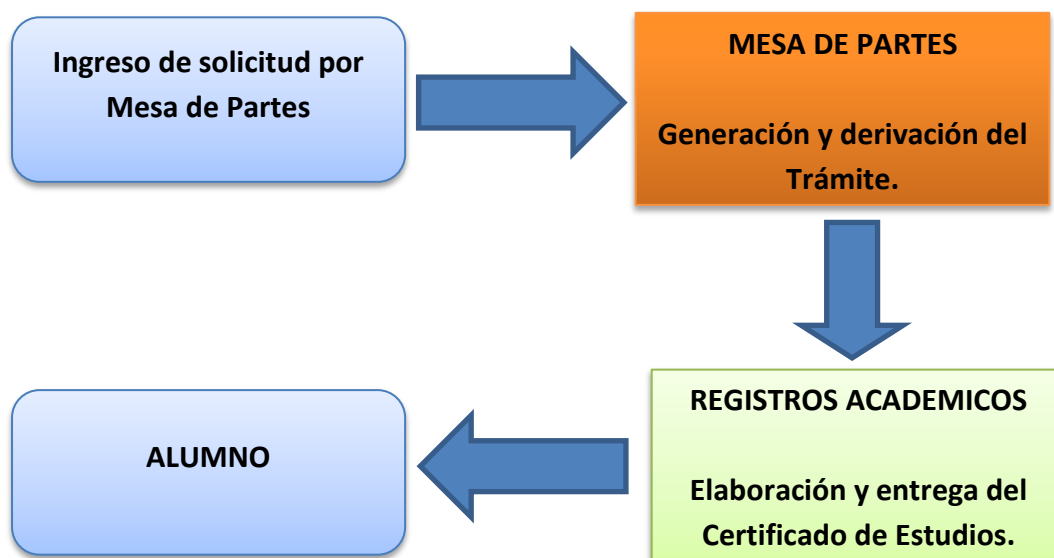 Ingreso de solicitud por
Mesa de Partes
MESA DE PARTES
Generación y derivación del
Trámite.
REGISTROS ACADEMICOS
Elaboración y entrega del
Certificado de Estudios.
ALUMNO